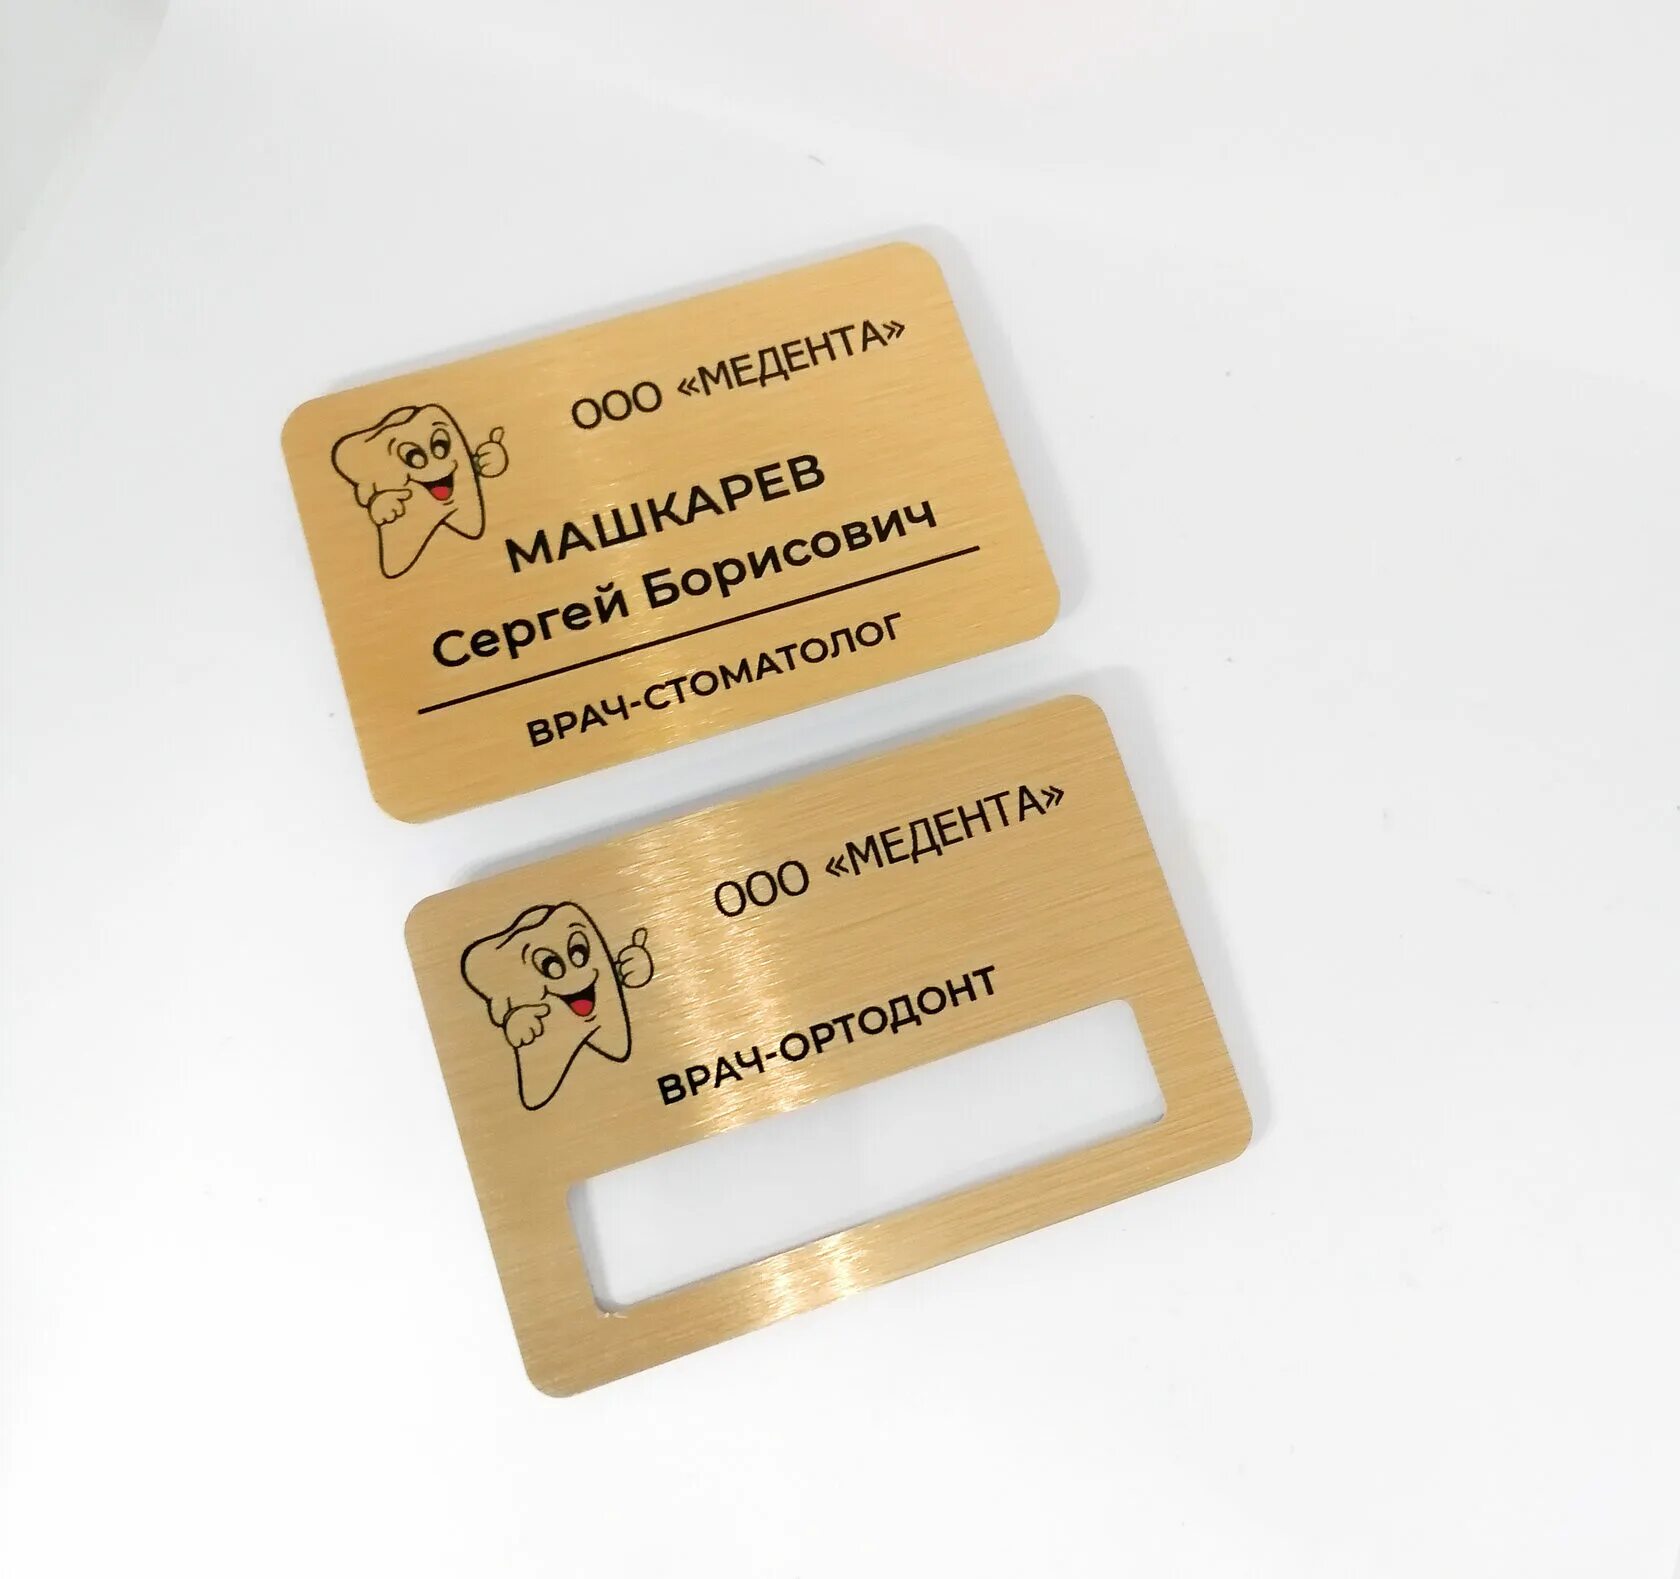 ООО «МЕДЕНТА»
МАШКАРЕВ
Сергей Борисович
ВРАЧ-СТОМАТОЛОГ
ООО «МЕДЕНТА»
ВРАЧ-ОРТОДОНТ